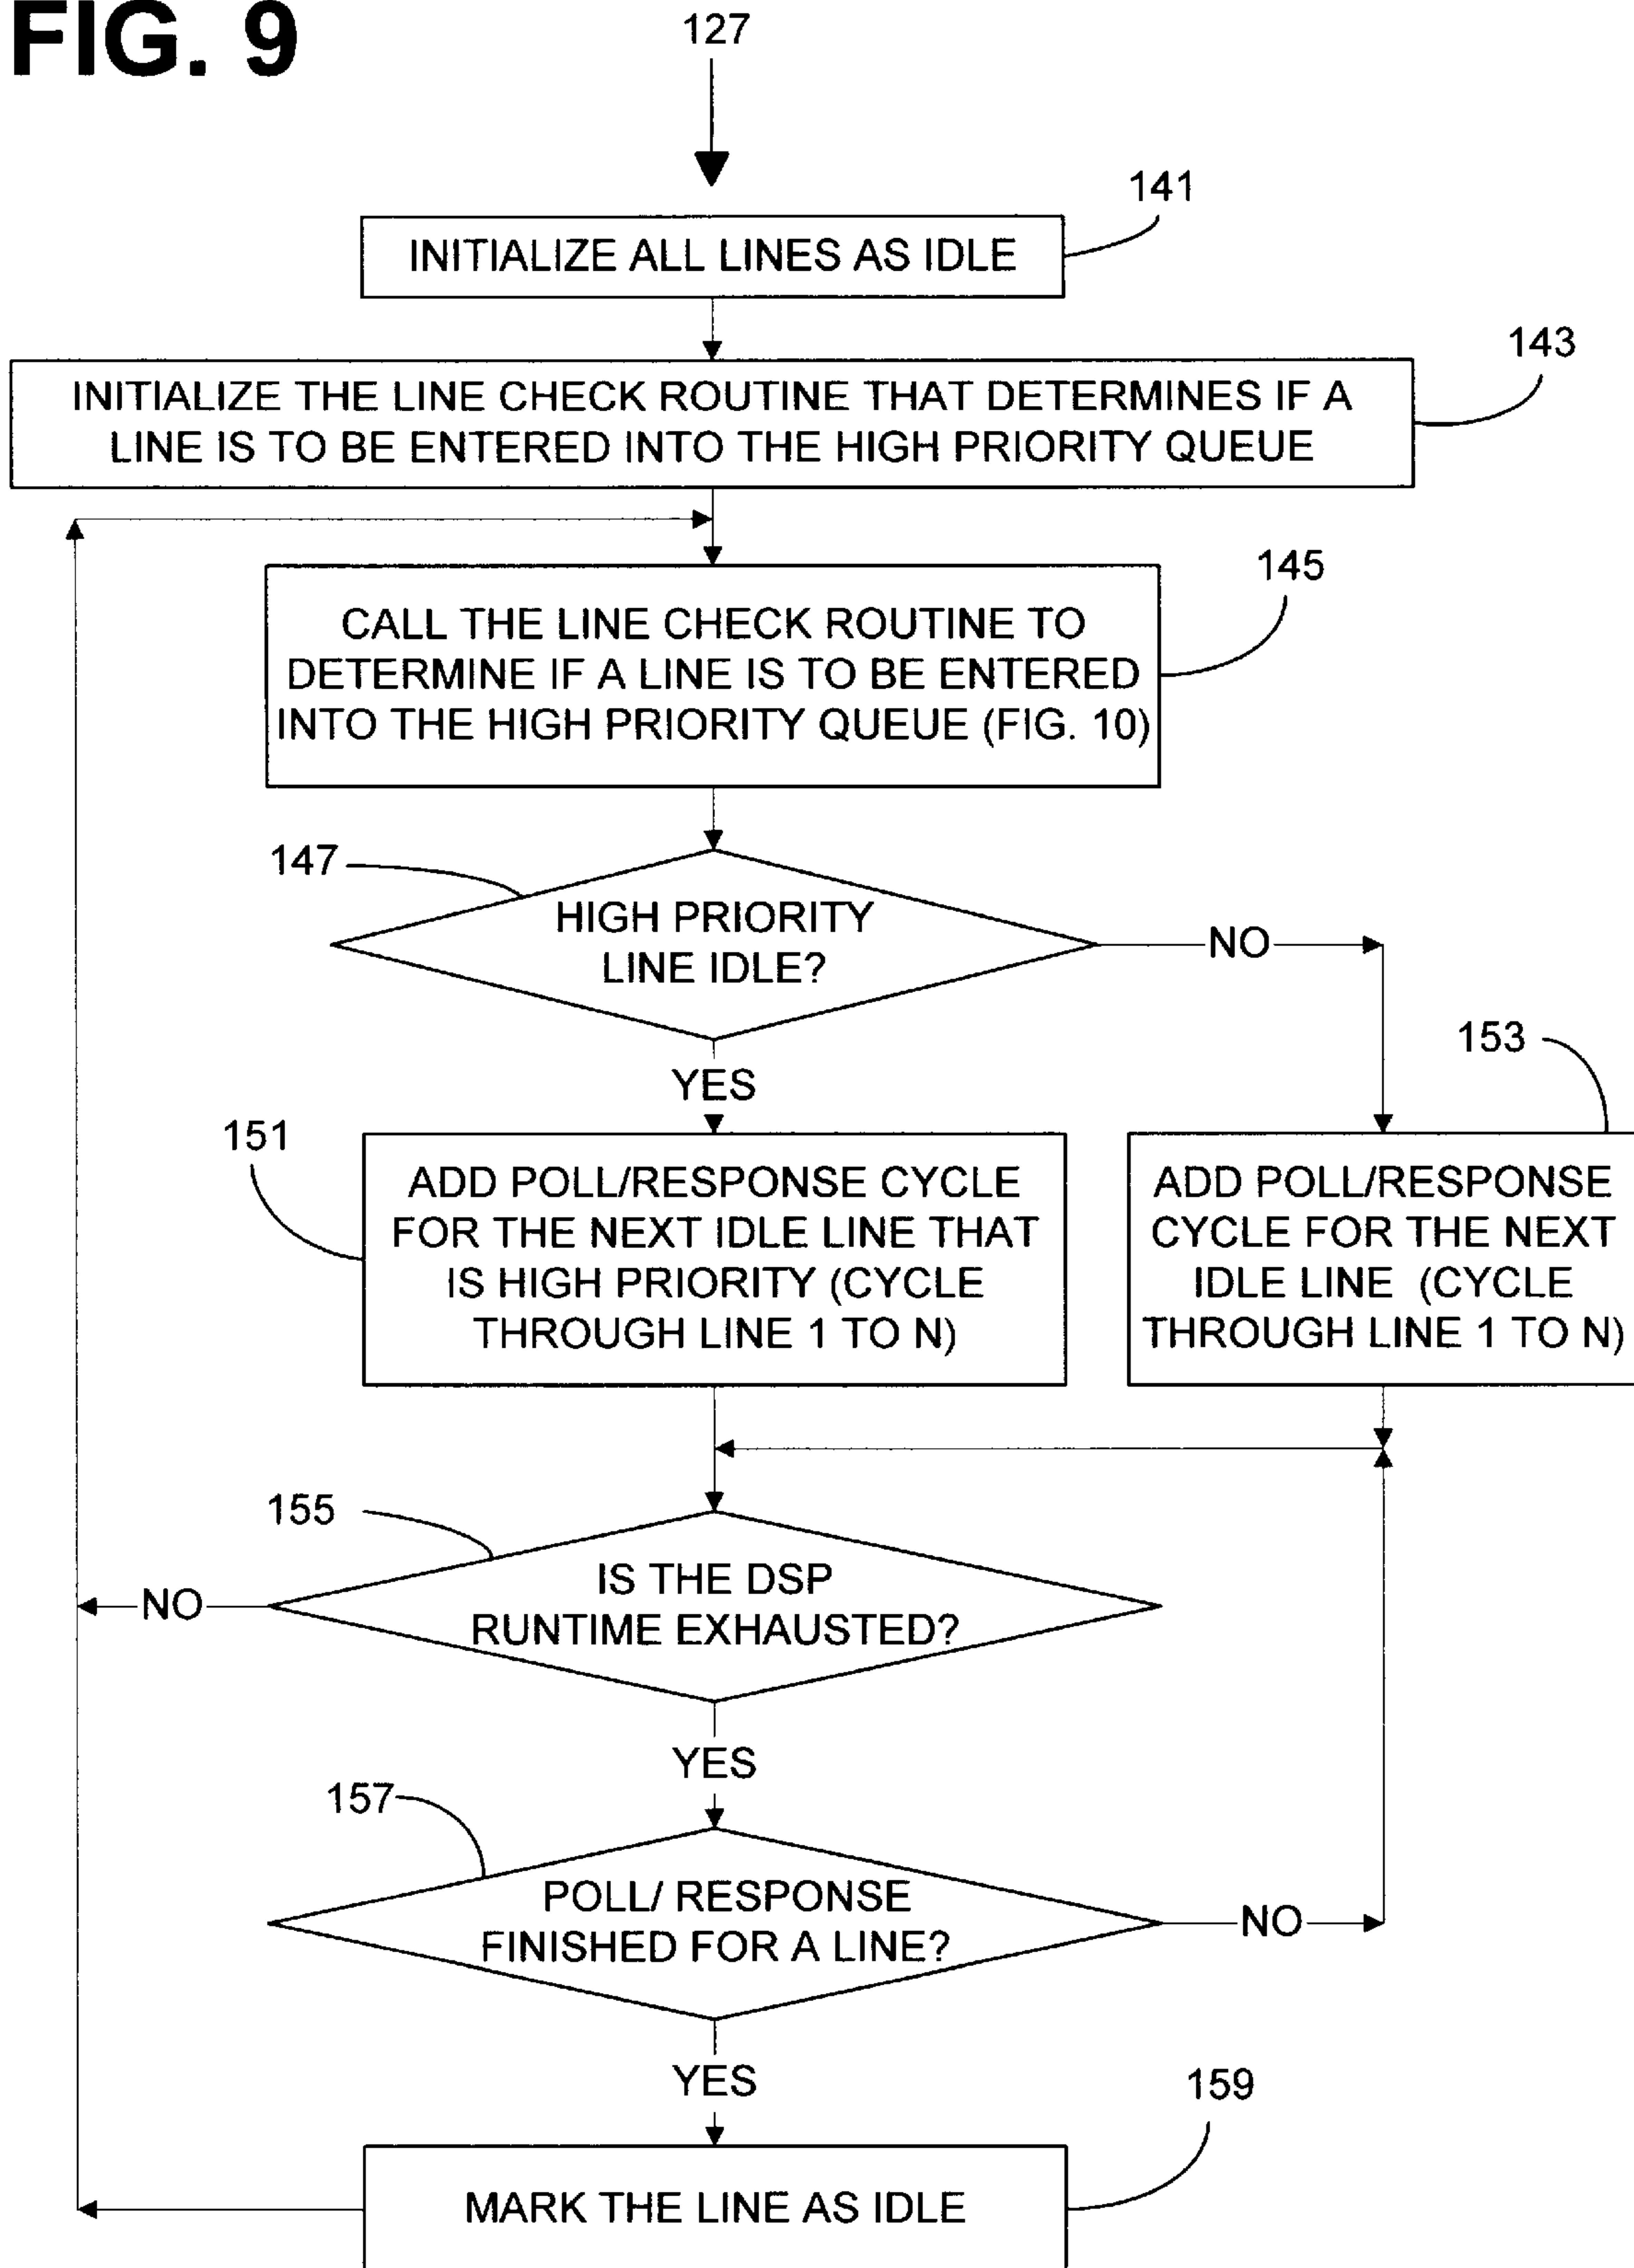 FIG. 9
127
141
INITIALIZE ALL LINES AS IDLE
143
INITIALIZE THE LINE CHECK ROUTINE THAT DETERMINES IF A
LINE IS TO BE ENTERED INTO THE HIGH PRIORITY QUEUE
145
CALL THE LINE CHECK ROUTINE TO
DETERMINE IF A LINE IS TO BE ENTERED
INTO THE HIGH PRIORITY QUEUE (FIG. 10)
147
HIGH PRIORITY
LINE IDLE?
NO
YES
151
ADD POLL/RESPONSE CYCLE
FOR THE NEXT IDLE LINE THAT
IS HIGH PRIORITY (CYCLE
THROUGH LINE 1 TO N)
153
ADD POLL/RESPONSE
CYCLE FOR THE NEXT
IDLE LINE (CYCLE
THROUGH LINE 1 TO N)
155
IS THE DSP
RUNTIME EXHAUSTED?
NO
YES
157
POLL/ RESPONSE
FINISHED FOR A LINE?
NO
YES
159
MARK THE LINE AS IDLE